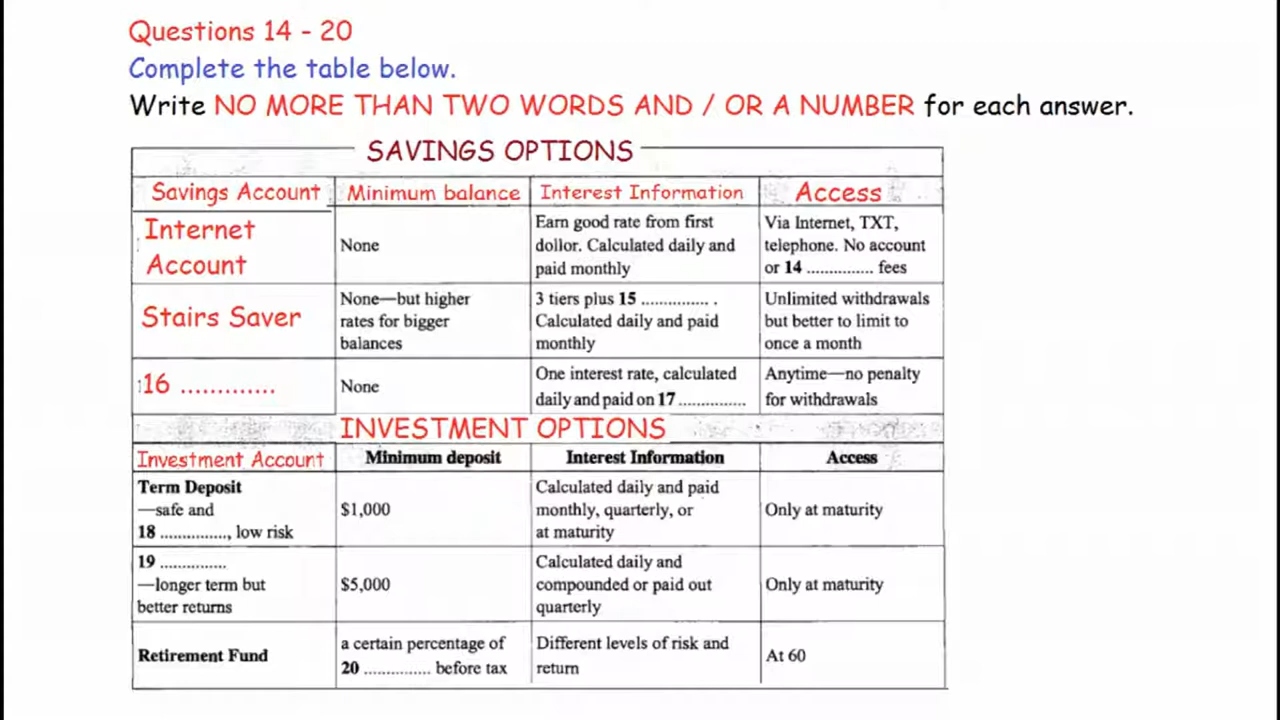 Questions 14 - 20
Complete the table below.
Write NO MORE THAN TWO WORDS AND / OR A NUMBER for each answer.
SAVINGS OPTIONS
Savings Account
Minimum balance
Interest Information
Access
Internet
Account
None
Earn good rate from first
dollor. Calculated daily and
paid monthly
Via Internet, TXT,
telephone. No account
or 14 ............... fees
Stairs Saver
None—but higher
rates for bigger
balances
3 tiers plus 15 ............... .
Calculated daily and paid
monthly
Unlimited withdrawals
but better to limit to
once a month
16 .............
None
One interest rate, calculated
daily and paid on 17 ...............
Anytime—no penalty
for withdrawals
INVESTMENT OPTIONS
Investment Account
Minimum deposit
Interest Information
Access
Term Deposit
—safe and
18 ..............., low risk
$1,000
Calculated daily and paid
monthly, quarterly, or
at maturity
Only at maturity
19 ...............
—longer term but
better returns
$5,000
Calculated daily and
compounded or paid out
quarterly
Only at maturity
Retirement Fund
a certain percentage of
20 ............... before tax
Different levels of risk and
return
At 60